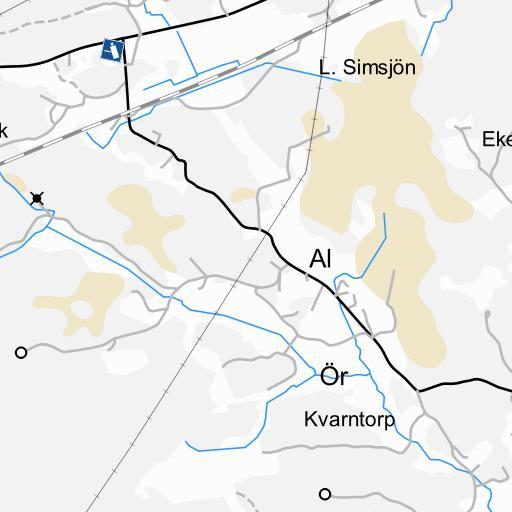 L. Simsjön
k
Eke
Al
Ör
Kvarntorp